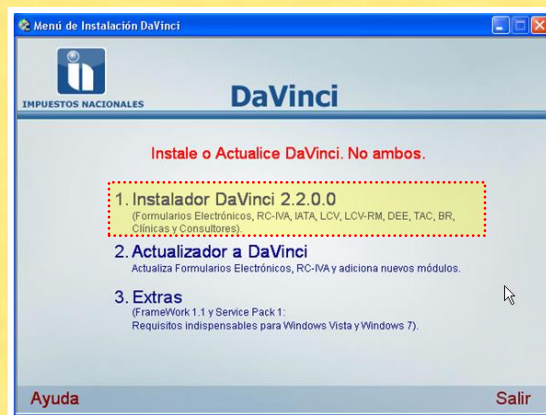 Menú de Instalación DaVinci
IMPUESTOS NACIONALES
DaVinci
Instale o Actualice DaVinci. No ambos.
1. Instalador DaVinci 2.2.0.0
(Formularios Electrónicos, RC-IVA, IATA, LCV, LCV-RM, DEE, TAC, BR,
Clínicas y Consultores).
2. Actualizador a DaVinci
Actualiza Formularios Electrónicos, RC-IVA y adiciona nuevos módulos.
3. Extras
(FrameWork 1.1 y Service Pack 1:
Requisitos indispensables para Windows Vista y Windows 7).
Ayuda
Salir